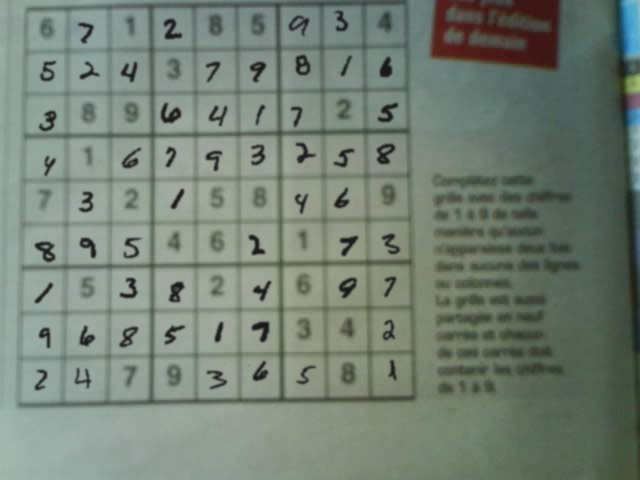 6 7 1 2 8 5 9 3 4
5 2 4 3 7 9 8 1 6
3 8 9 6 4 1 7 2 5
4 1 6 7 9 3 2 5 8
7 3 2 1 5 8 4 6 9
8 9 5 4 6 2 1 7 3
1 5 3 8 2 4 6 9 7
9 6 8 5 1 7 3 4 2
2 4 7 9 3 6 5 8 1
dans l'édition
de demain
Complétez cette
grille avec des chiffres
de 1 à 9 de telle
manière qu'aucun
n'apparaisse deux fois
dans aucune des lignes
ou colonnes.
La grille est aussi
partagée en neuf
carrés et chacun
de ces carrés doit
contenir les chiffres
de 1 à 9.